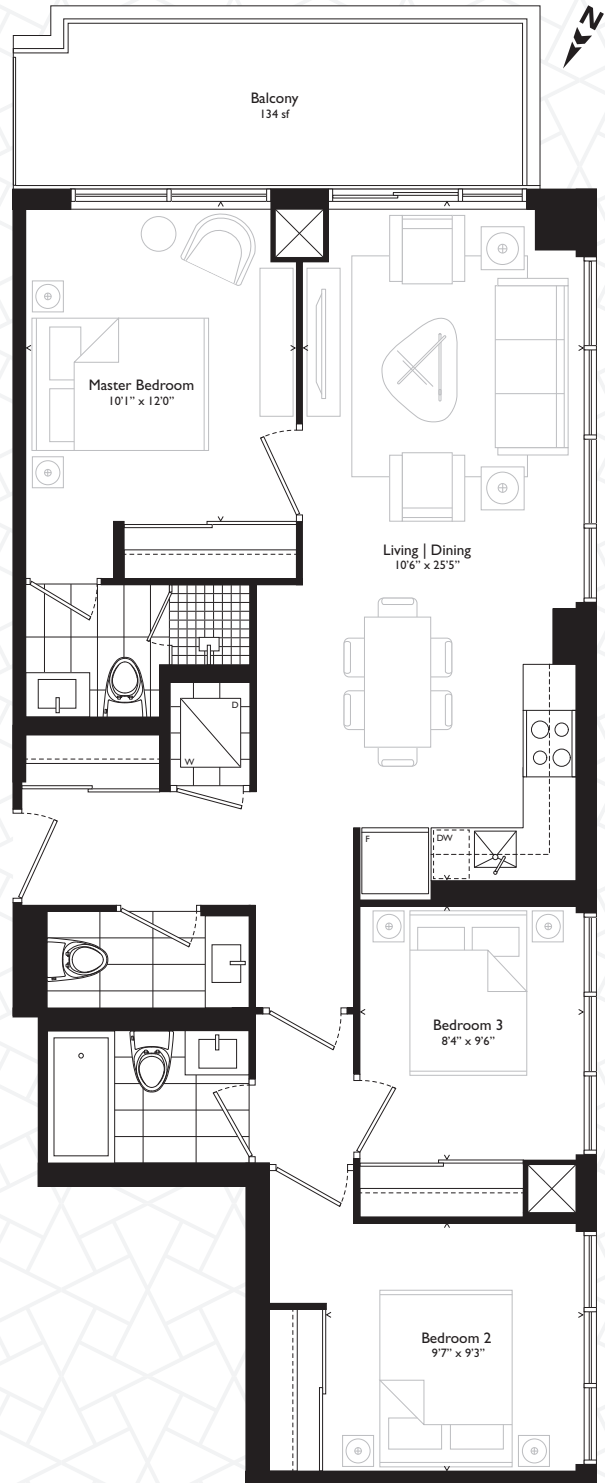 N
Balcony
134 sf
Master Bedroom
10'1" x 12'0"
Living | Dining
10'6" x 25'5"
D
W
F
DW
Bedroom 3
8'4" x 9'6"
Bedroom 2
9'7" x 9'3"